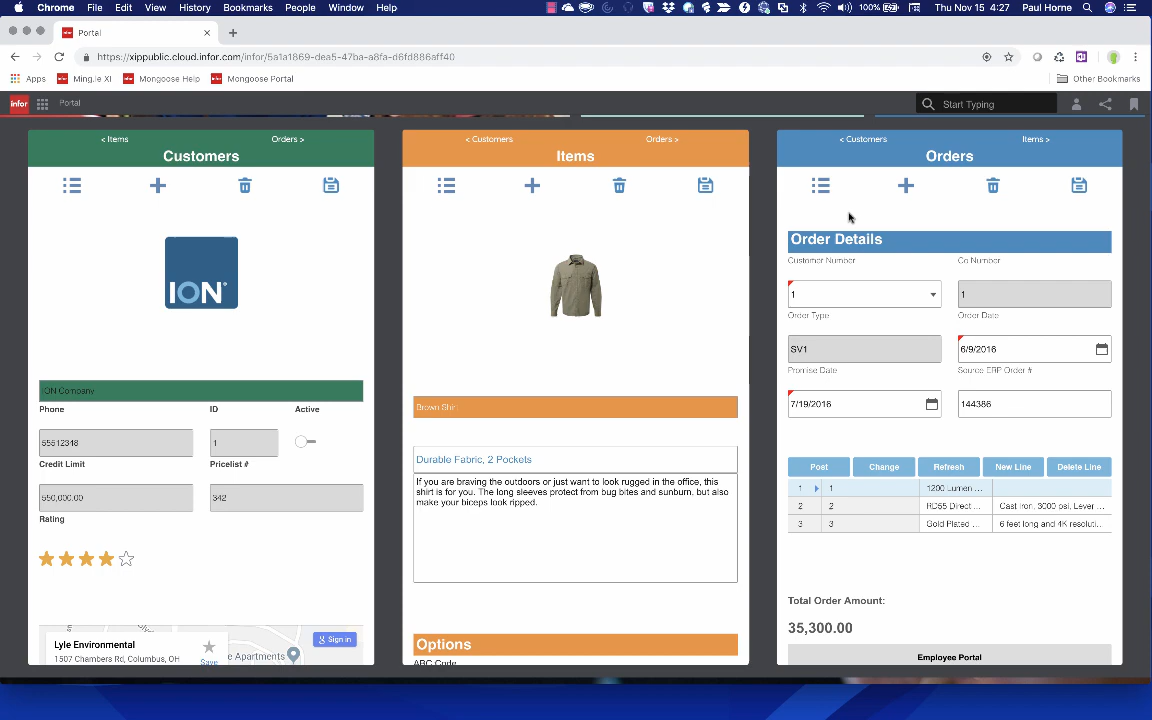 Chrome File Edit View History Bookmarks People Window Help 100% Thu Nov 15 4:27 Paul Horne
Portal
https://xippublic.cloud.infor.com/infor/5a1a1869-dea5-47ba-a8fa-d6fd886aff40
Apps Ming.le XI Mongoose Help Mongoose Portal Other Bookmarks
infor Portal Start Typing
< Items Orders >
Customers
ION
ION Company
Phone ID Active
55512348 1
Credit Limit Pricelist #
550,000.00 342
Rating
Lyle Environmental
1507 Chambers Rd, Columbus, OH
Save
Sign in
e Apartments
< Customers Orders >
Items
Brown Shirt
Durable Fabric, 2 Pockets
If you are braving the outdoors or just want to look rugged in the office, this
shirt is for you. The long sleeves protect from bug bites and sunburn. but also
make your biceps look ripped.
Options
ABC Code
< Customers Items >
Orders
Order Details
Customer Number Co Number
1 1
Order Type Order Date
SV1 6/9/2016
Promise Date Source ERP Order #
7/19/2016 144386
Post Change Refresh New Line Delete Line
1 1 1200 Lumen ...
2 2 RD55 Direct ... Cast Iron, 3000 psi, Lever ...
3 3 Gold Plated ... 6 feet long and 4K resoluti...
Total Order Amount:
35,300.00
Employee Portal